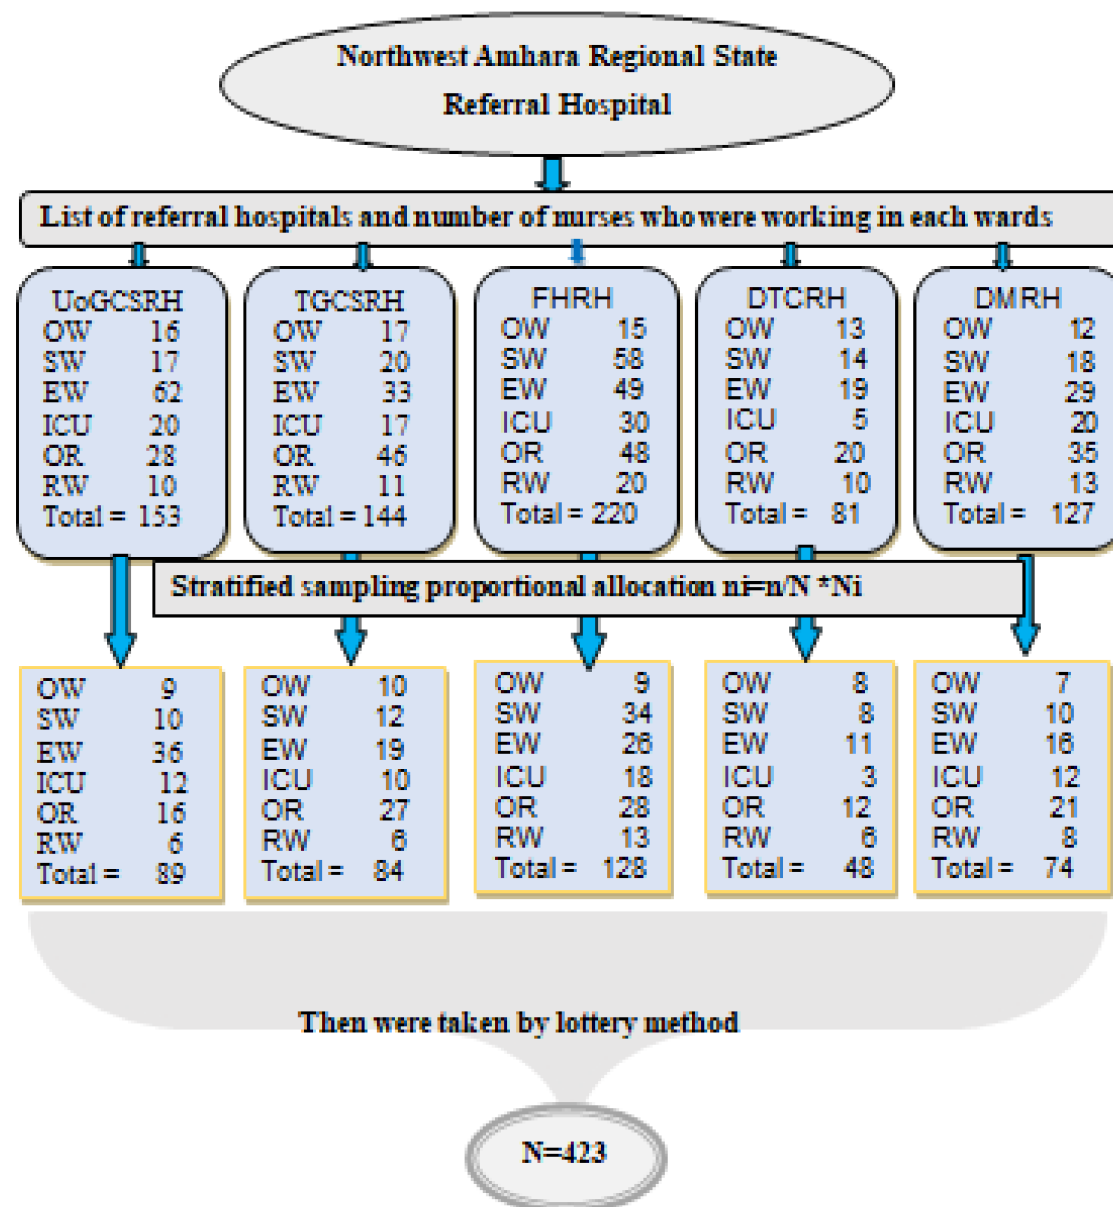 Northwest Amhara Regional State
Referral Hospital
List of referral hospitals and number of nurses who were working in each wards
UoGCSRH
OW 16
SW 17
EW 62
ICU 20
OR 28
RW 10
Total = 153
TGCSRH
OW 17
SW 20
EW 33
ICU 17
OR 46
RW 11
Total = 144
FHRH
OW 15
SW 58
EW 49
ICU 30
OR 48
RW 20
Total = 220
DTCRH
OW 13
SW 14
EW 19
ICU 5
OR 20
RW 10
Total = 81
DMRH
OW 12
SW 18
EW 29
ICU 20
OR 35
RW 13
Total = 127
Stratified sampling proportional allocation ni=n/N *Ni
OW 9
SW 10
EW 36
ICU 12
OR 16
RW 6
Total = 89
OW 10
SW 12
EW 19
ICU 10
OR 27
RW 6
Total = 84
OW 9
SW 34
EW 26
ICU 18
OR 28
RW 13
Total = 128
OW 8
SW 8
EW 11
ICU 3
OR 12
RW 6
Total = 48
OW 7
SW 10
EW 16
ICU 12
OR 21
RW 8
Total = 74
Then were taken by lottery method
N=423